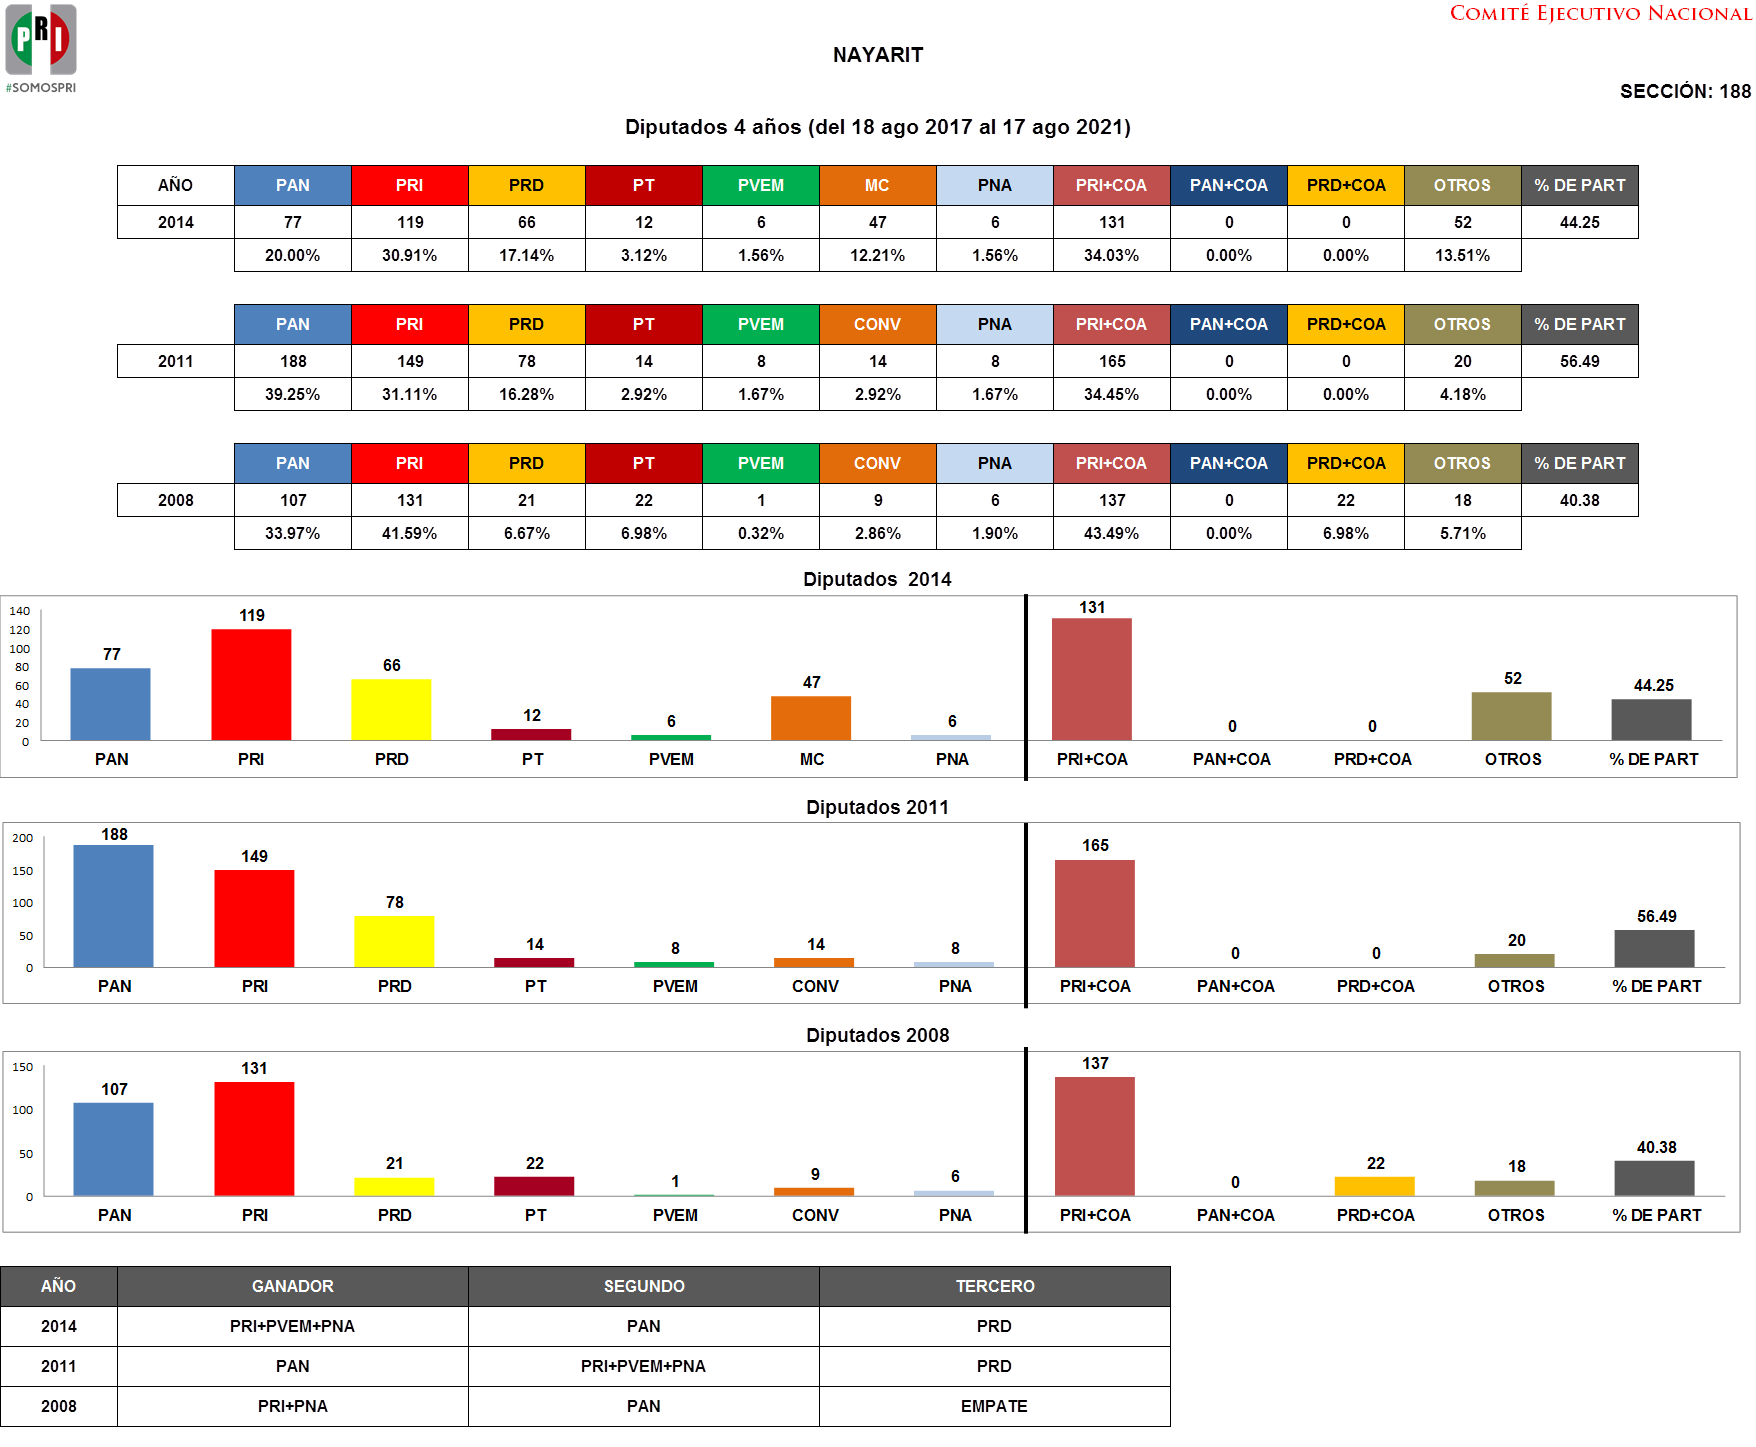 PRI
#SOMOSPRI
COMITÉ EJECUTIVO NACIONAL
NAYARIT
SECCIÓN: 188
Diputados 4 años (del 18 ago 2017 al 17 ago 2021)
AÑO PAN PRI PRD PT PVEM MC PNA PRI+COA PAN+COA PRD+COA OTROS % DE PART
2014 77 119 66 12 6 47 6 131 0 0 52 44.25
20.00% 30.91% 17.14% 3.12% 1.56% 12.21% 1.56% 34.03% 0.00% 0.00% 13.51%
PAN PRI PRD PT PVEM CONV PNA PRI+COA PAN+COA PRD+COA OTROS % DE PART
2011 188 149 78 14 8 14 8 165 0 0 20 56.49
39.25% 31.11% 16.28% 2.92% 1.67% 2.92% 1.67% 34.45% 0.00% 0.00% 4.18%
PAN PRI PRD PT PVEM CONV PNA PRI+COA PAN+COA PRD+COA OTROS % DE PART
2008 107 131 21 22 1 9 6 137 0 22 18 40.38
33.97% 41.59% 6.67% 6.98% 0.32% 2.86% 1.90% 43.49% 0.00% 6.98% 5.71%
Diputados 2014
140
120
100
80
60
40
20
0
77 119 66 12 6 47 6 131 0 0 52 44.25
PAN PRI PRD PT PVEM MC PNA PRI+COA PAN+COA PRD+COA OTROS % DE PART
Diputados 2011
200
150
100
50
0
188 149 78 14 8 14 8 165 0 0 20 56.49
PAN PRI PRD PT PVEM CONV PNA PRI+COA PAN+COA PRD+COA OTROS % DE PART
Diputados 2008
150
100
50
0
107 131 21 22 1 9 6 137 0 22 18 40.38
PAN PRI PRD PT PVEM CONV PNA PRI+COA PAN+COA PRD+COA OTROS % DE PART
AÑO GANADOR SEGUNDO TERCERO
2014 PRI+PVEM+PNA PAN PRD
2011 PAN PRI+PVEM+PNA PRD
2008 PRI+PNA PAN EMPATE